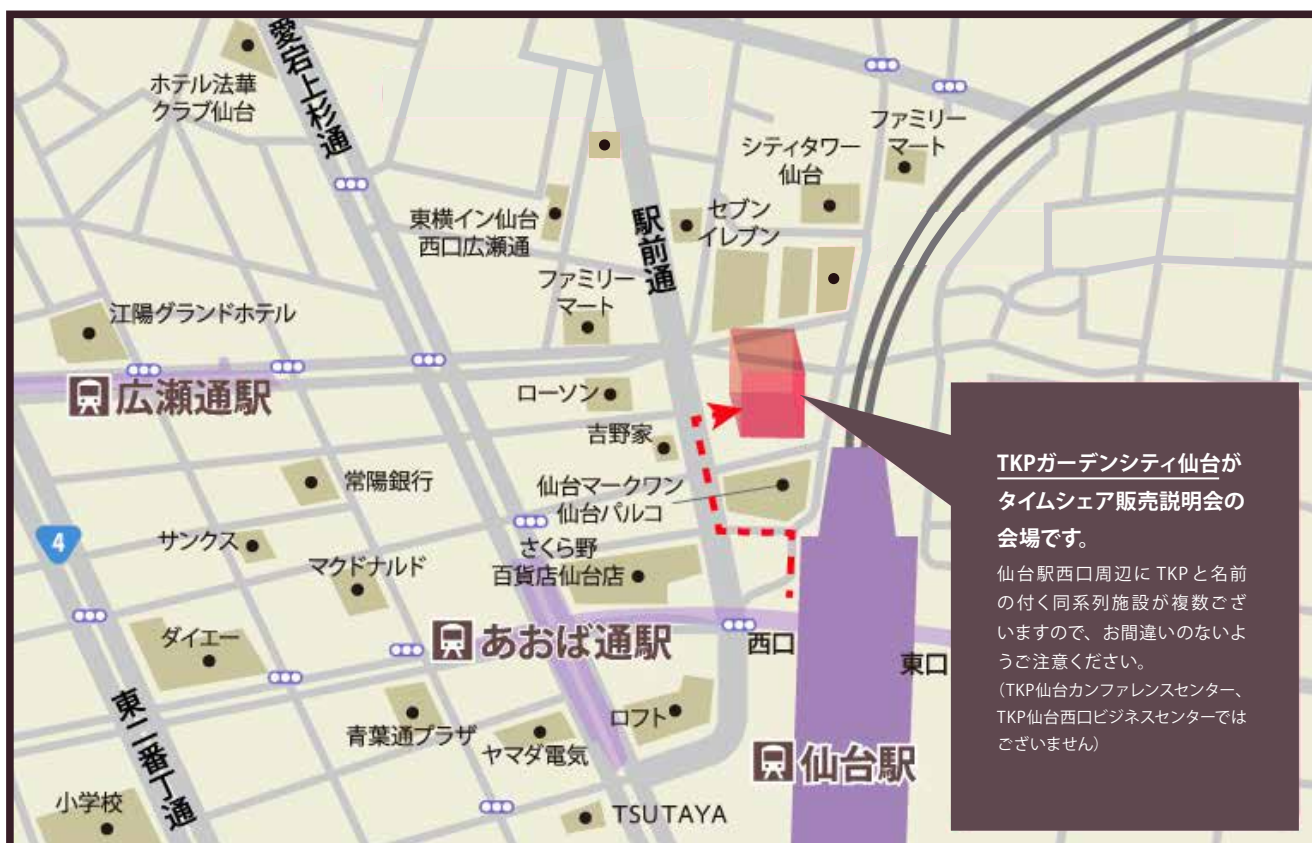 愛宕上杉通
ホテル法華
クラブ仙台
ファミリー
マート
シティタワー
仙台
東横イン仙台
西口広瀬通
駅前通
セブン
イレブン
ファミリー
マート
江陽グランドホテル
広瀬通駅
ローソン
吉野家
常陽銀行
仙台マークワン
仙台パルコ
4
サンクス
マクドナルド
さくら野
百貨店仙台店
ダイエー
あおば通駅
西口
東口
東二番丁通
青葉通プラザ
ヤマダ電気
ロフト
仙台駅
小学校
TSUTAYA
TKPガーデンシティ仙台が
タイムシェア販売説明会の
会場です。
仙台駅西口周辺にTKPと名前
の付く同系列施設が複数ござ
いますので、お間違いのないよ
うご注意ください。
(TKP仙台カンファレンスセンター、
TKP仙台西口ビジネスセンターでは
ございません)